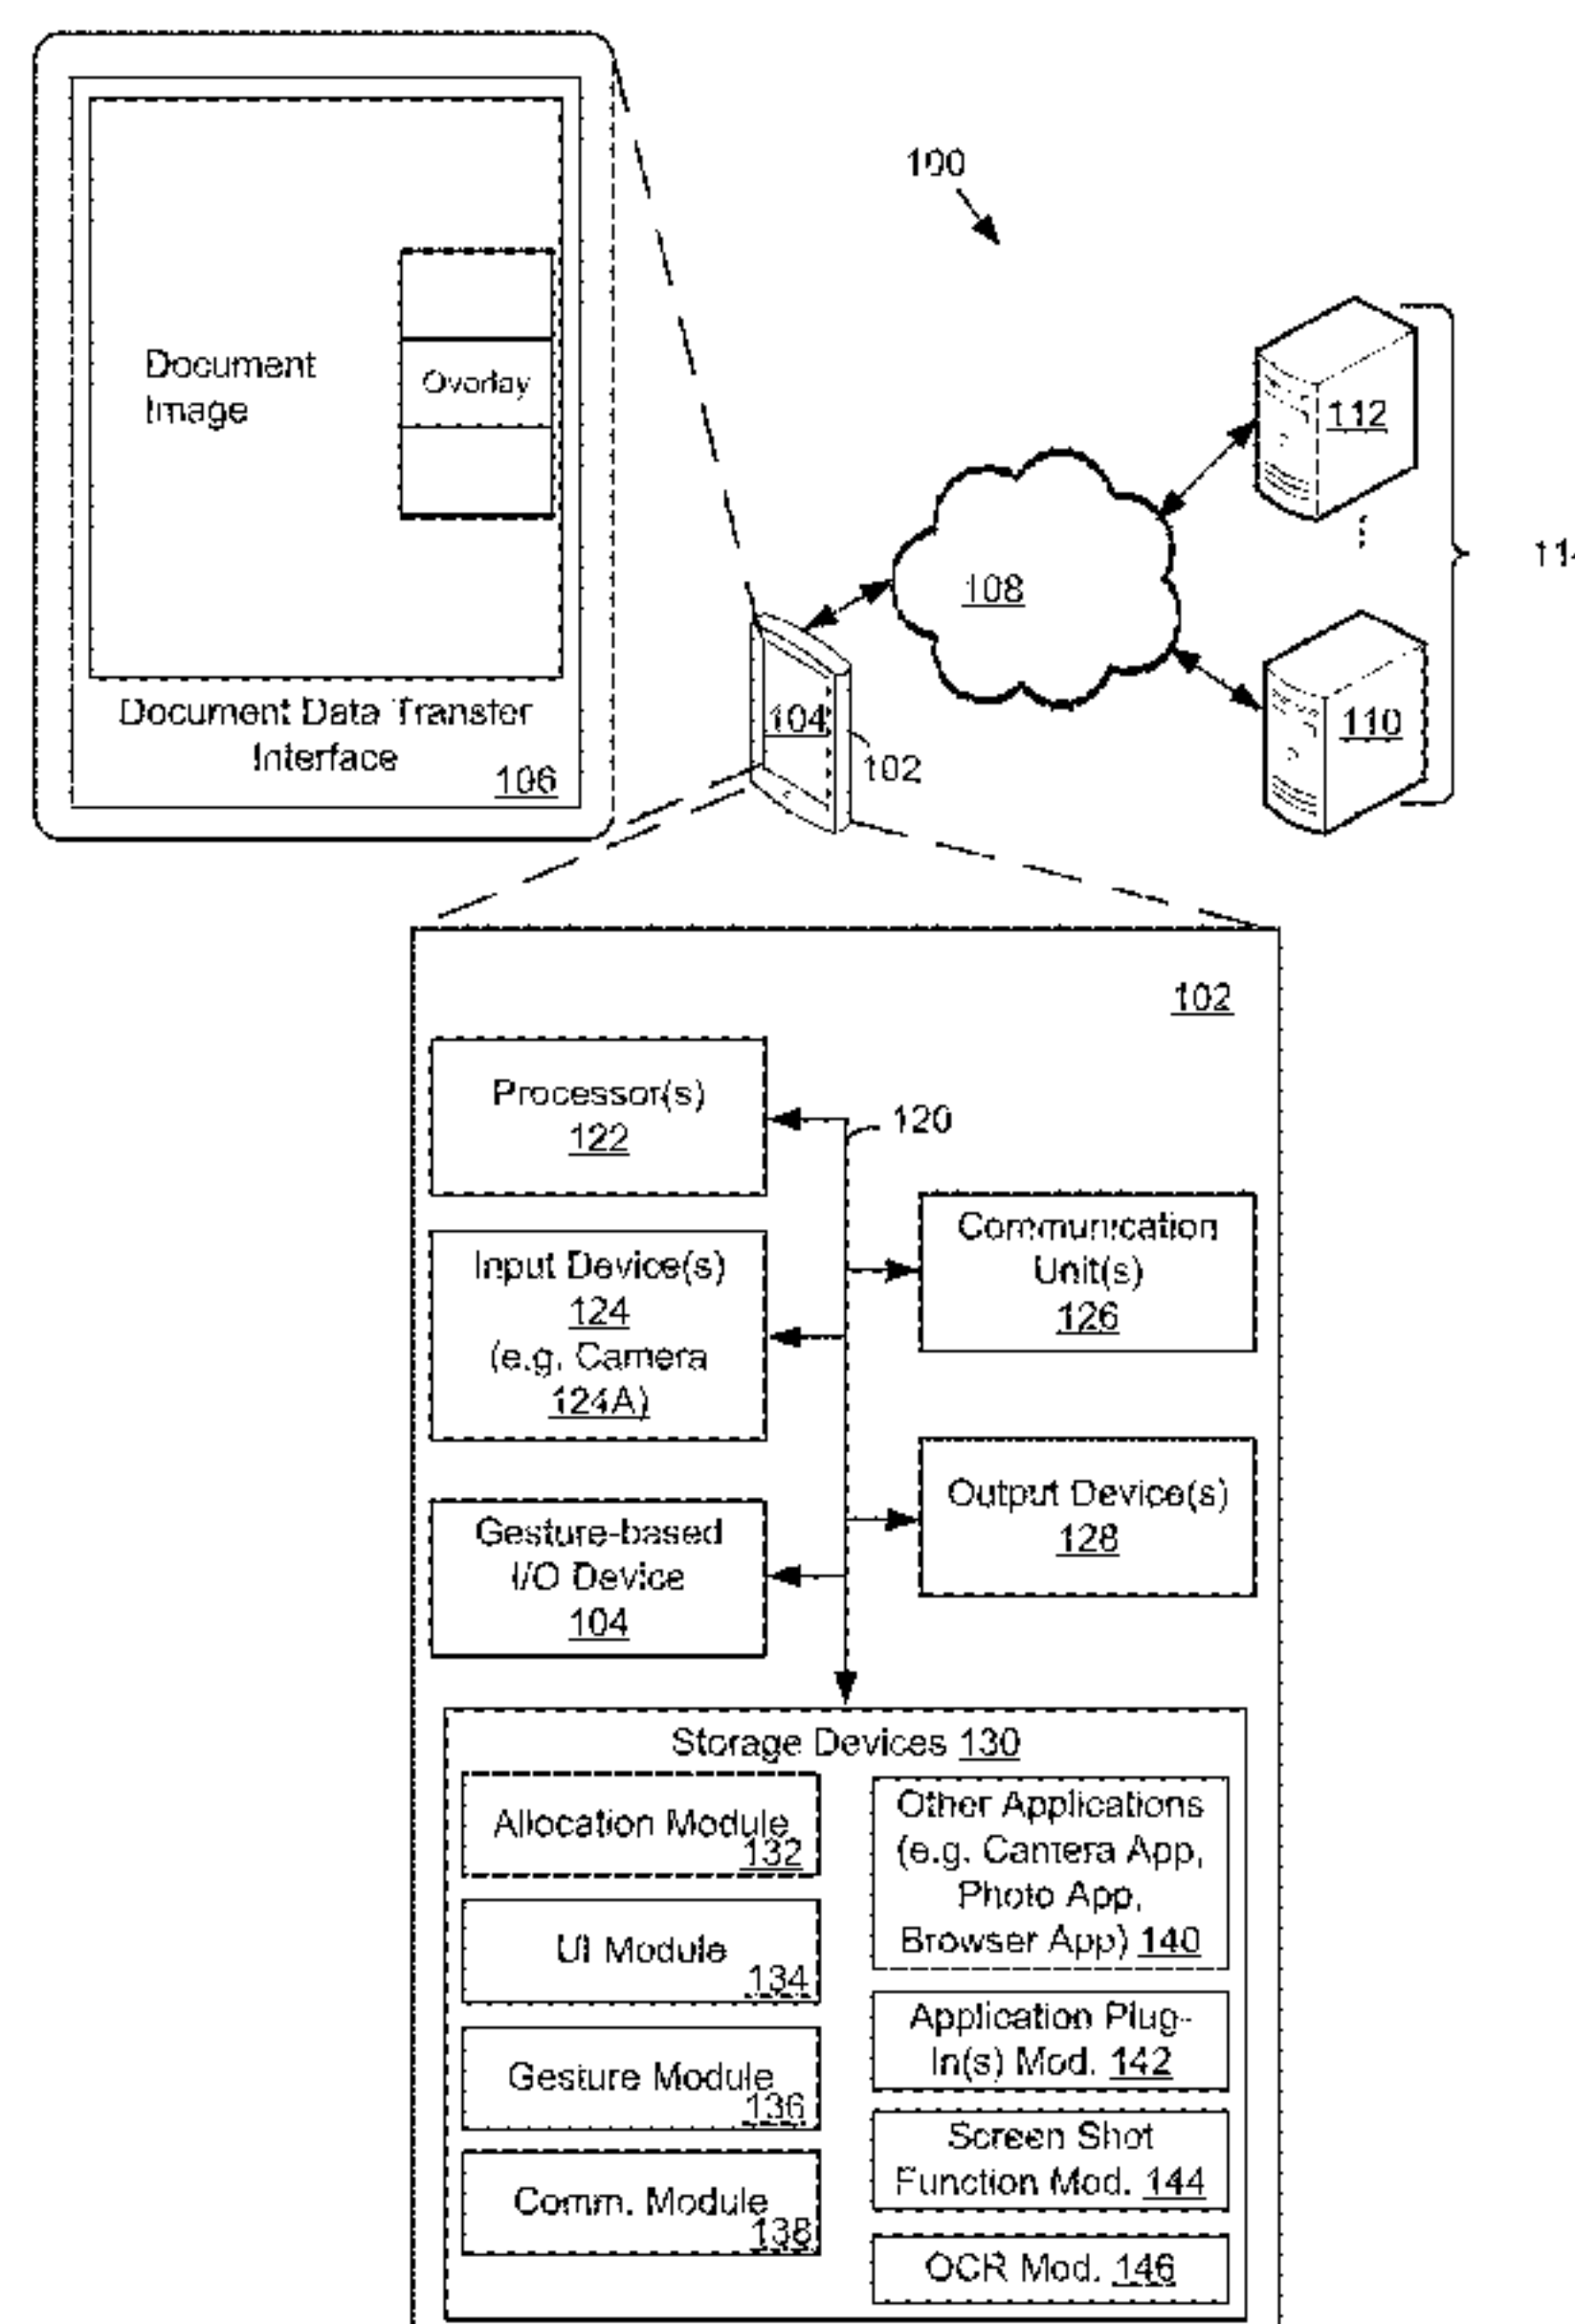 100
Document
Image
Overlay
Document Data Transfer
Interface
106
112
108
110
104
102
102
Processor(s)
122
120
Input Device(s)
124
(e.g. Camera
124A)
Communication
Unit(s)
126
Gesture-based
I/O Device
104
Output Device(s)
128
Storage Devices 130
Allocation Module
132
UI Module
134
Gesture Module
136
Comm. Module
138
Other Applications
(e.g. Camera App,
Photo App,
Browser App) 140
Application Plug-
In(s) Mod. 142
Screen Shot
Function Mod. 144
OCR Mod. 146